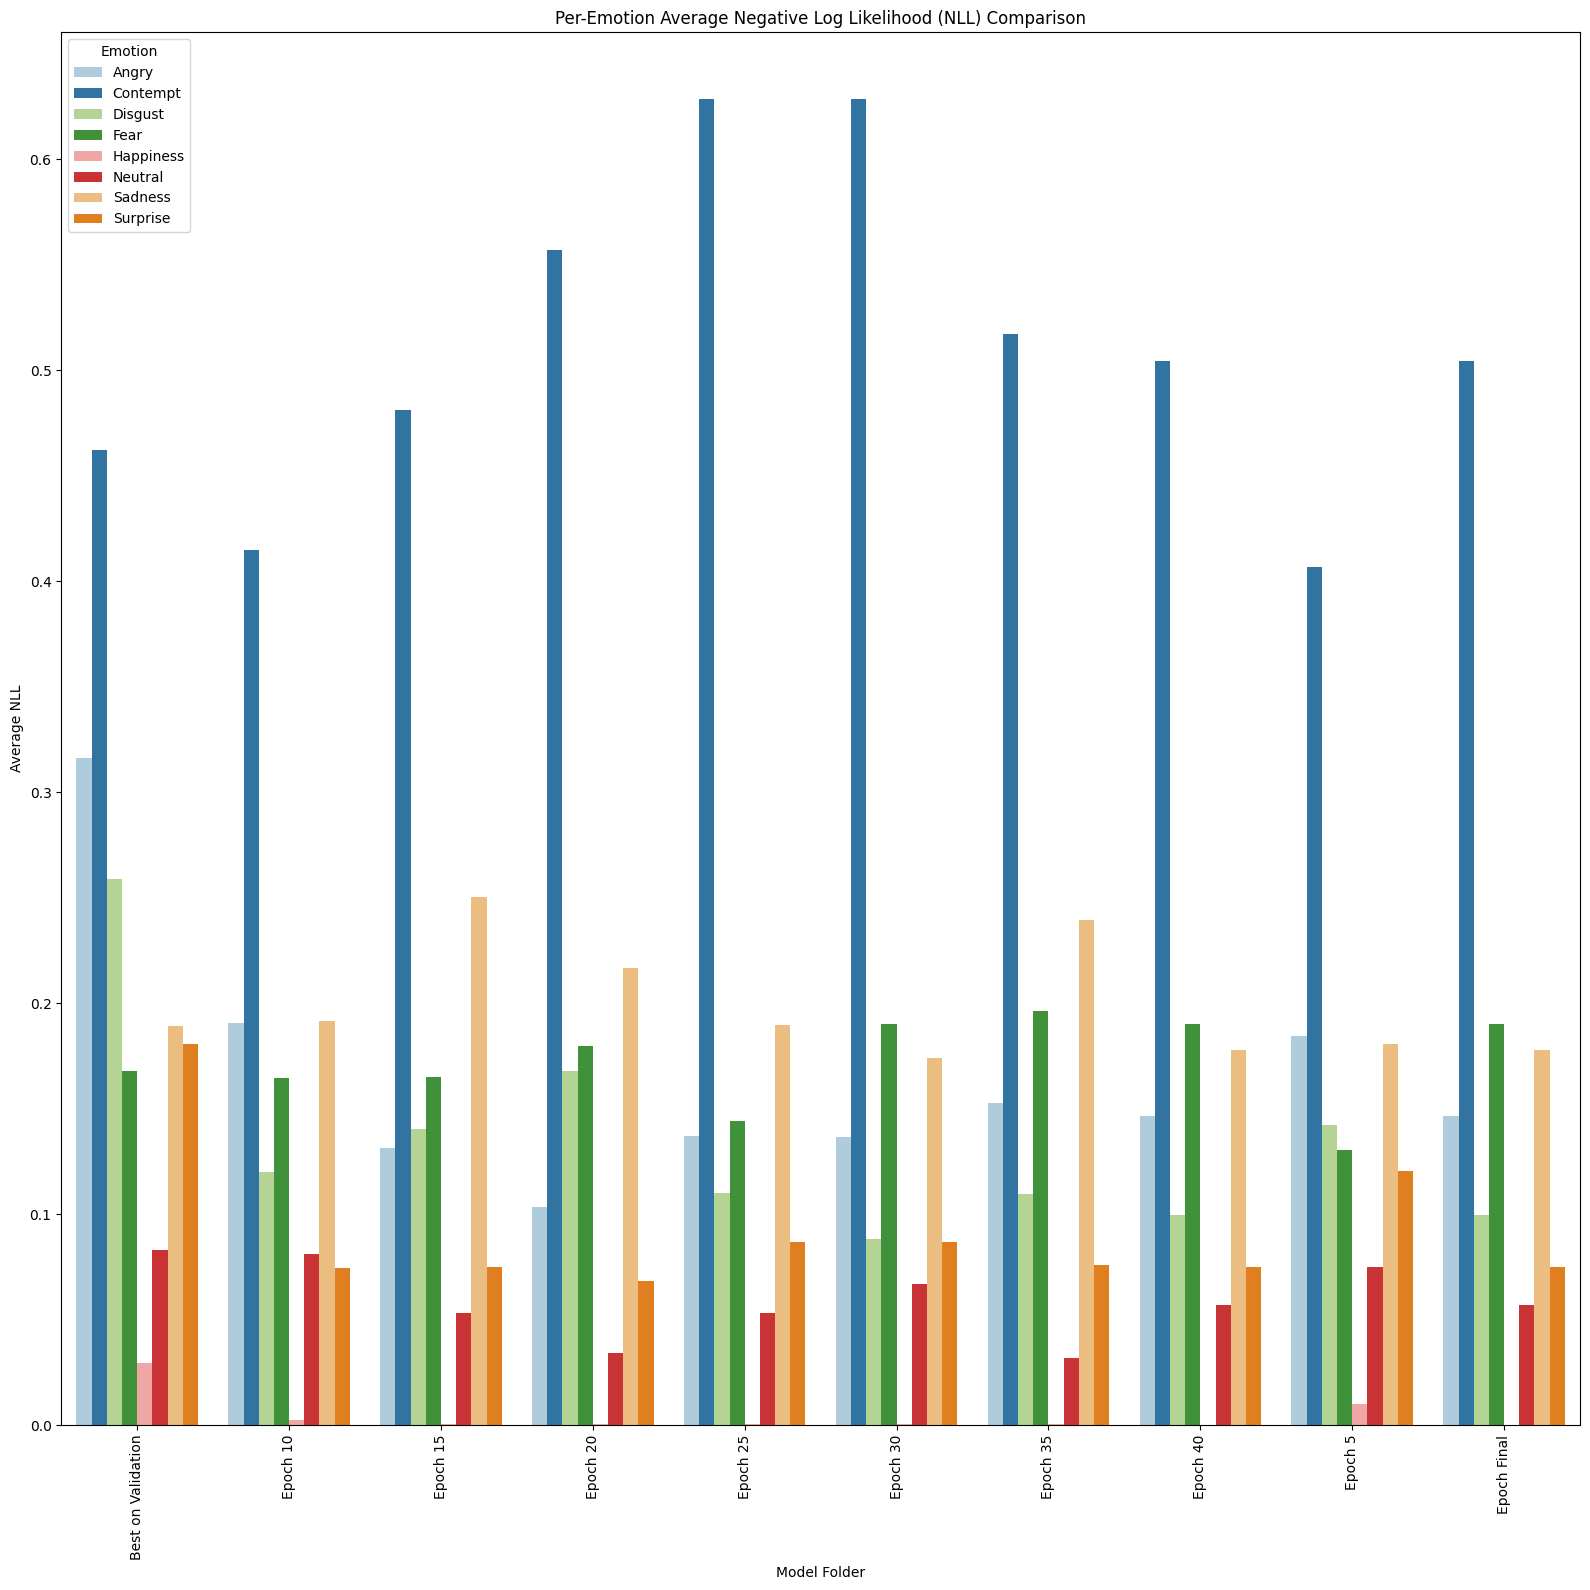 Per-Emotion Average Negative Log Likelihood (NLL) Comparison
Emotion
Angry
Contempt
Disgust
Fear
Happiness
Neutral
Sadness
Surprise
Average NLL
0.6
0.5
0.4
0.3
0.2
0.1
0.0
Best on Validation
Epoch 10
Epoch 15
Epoch 20
Epoch 25
Epoch 30
Epoch 35
Epoch 40
Epoch 5
Epoch Final
Model Folder